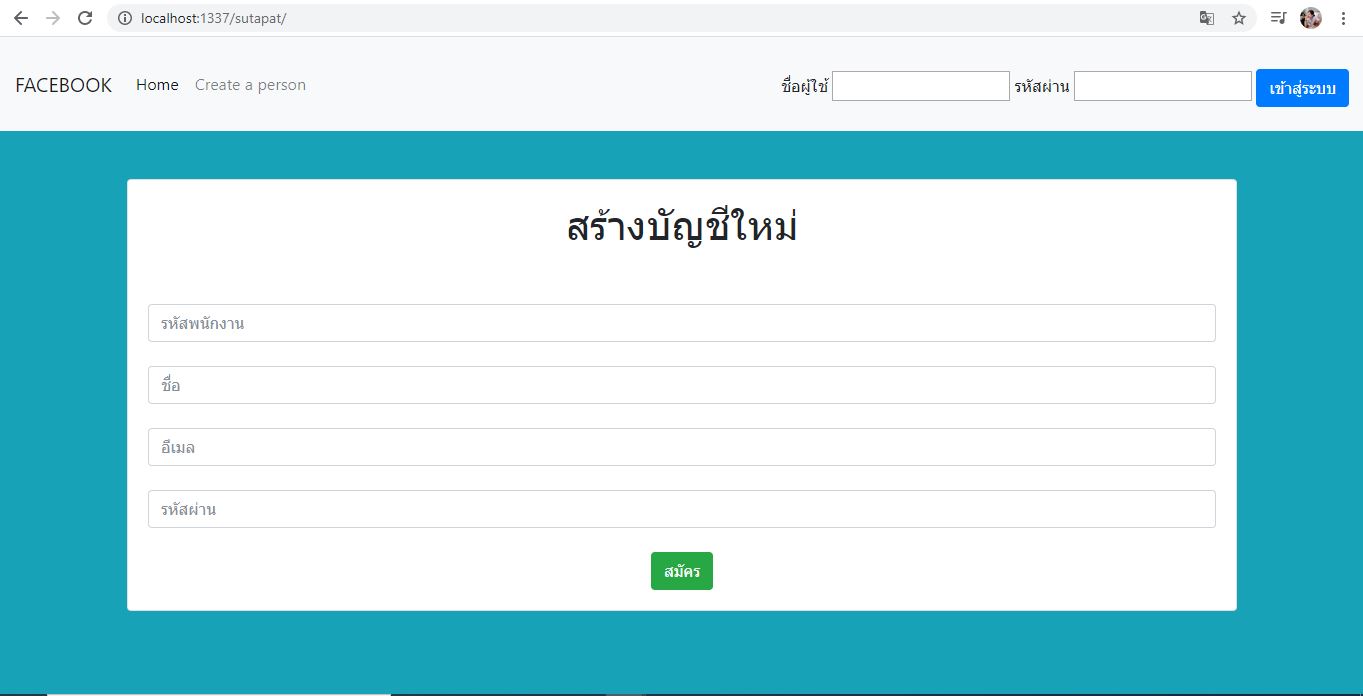 localhost:1337/sutapat/
FACEBOOK Home Create a person ชื่อผู้ใช้ รหัสผ่าน เข้าสู่ระบบ
สร้างบัญชีใหม่
รหัสพนักงาน
ชื่อ
อีเมล
รหัสผ่าน
สมัคร